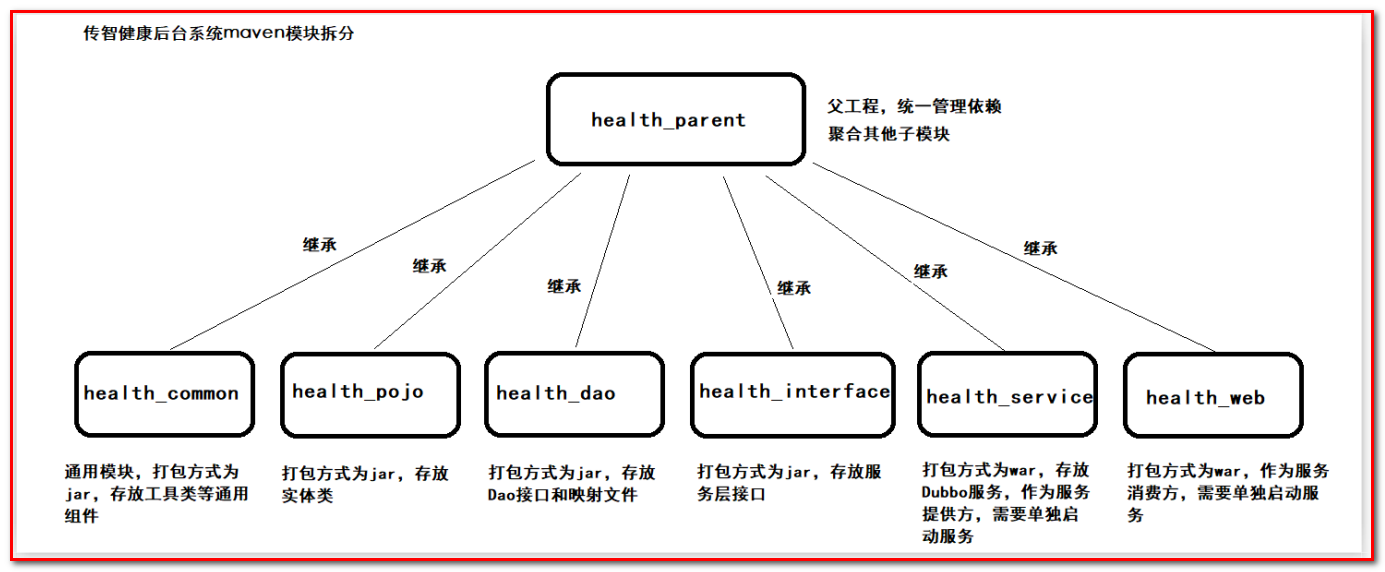 传智健康后台系统maven模块拆分
health_parent
父工程，统一管理依赖
聚合其他子模块
继承
继承
继承
继承
继承
继承
health_common
health_pojo
health_dao
health_interface
health_service
health_web
通用模块，打包方式为
jar，存放工具类等通用
组件
打包方式为jar，存放
实体类
打包方式为jar，存放
Dao接口和映射文件
打包方式为jar，存放服
务层接口
打包方式为war，存放
Dubbo服务，作为服务
提供方，需要单独启
动服务
打包方式为war，作为服务
消费方，需要单独启动服
务